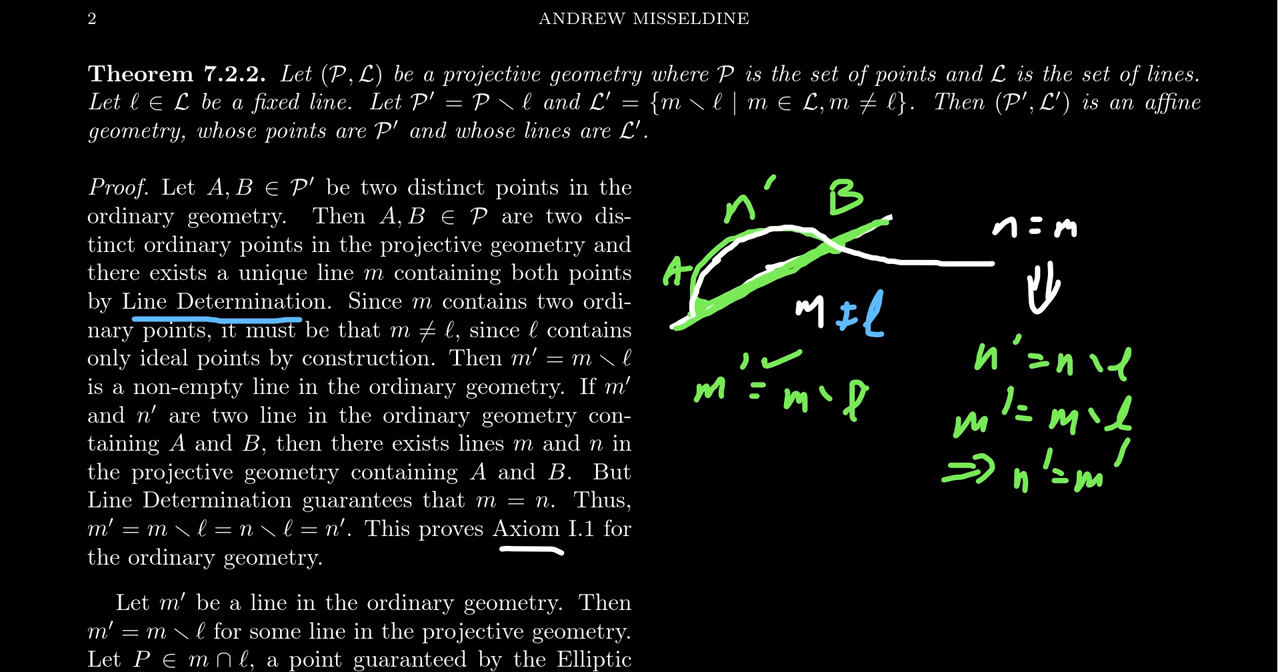 2 ANDREW MISSELDINE
Theorem 7.2.2. Let (𝒫, ℒ) be a projective geometry where 𝒫 is the set of points and ℒ is the set of lines.
Let ℓ ∈ ℒ be a fixed line. Let 𝒫′ = 𝒫 ∖ ℓ and ℒ′ = {m ∖ ℓ | m ∈ ℒ, m ≠ ℓ}. Then (𝒫′, ℒ′) is an affine
geometry, whose points are 𝒫′ and whose lines are ℒ′.
Proof. Let A, B ∈ 𝒫′ be two distinct points in the
ordinary geometry. Then A, B ∈ 𝒫 are two dis-
tinct ordinary points in the projective geometry and
there exists a unique line m containing both points
by Line Determination. Since m contains two ordi-
nary points, it must be that m ≠ ℓ, since ℓ contains
only ideal points by construction. Then m′ = m ∖ ℓ
is a non-empty line in the ordinary geometry. If m′
and n′ are two line in the ordinary geometry con-
taining A and B, then there exists lines m and n in
the projective geometry containing A and B. But
Line Determination guarantees that m = n. Thus,
m′ = m ∖ ℓ = n ∖ ℓ = n′. This proves Axiom I.1 for
the ordinary geometry.
Let m′ be a line in the ordinary geometry. Then
m′ = m ∖ ℓ for some line in the projective geometry.
Let P ∈ m ∩ ℓ, a point guaranteed by the Elliptic
n′ B
A
m ≠ ℓ
m′ = m ∖ ℓ
n = m
⇓
n′ = n ∖ ℓ
m′ = m ∖ ℓ
⇒ n′ = m′